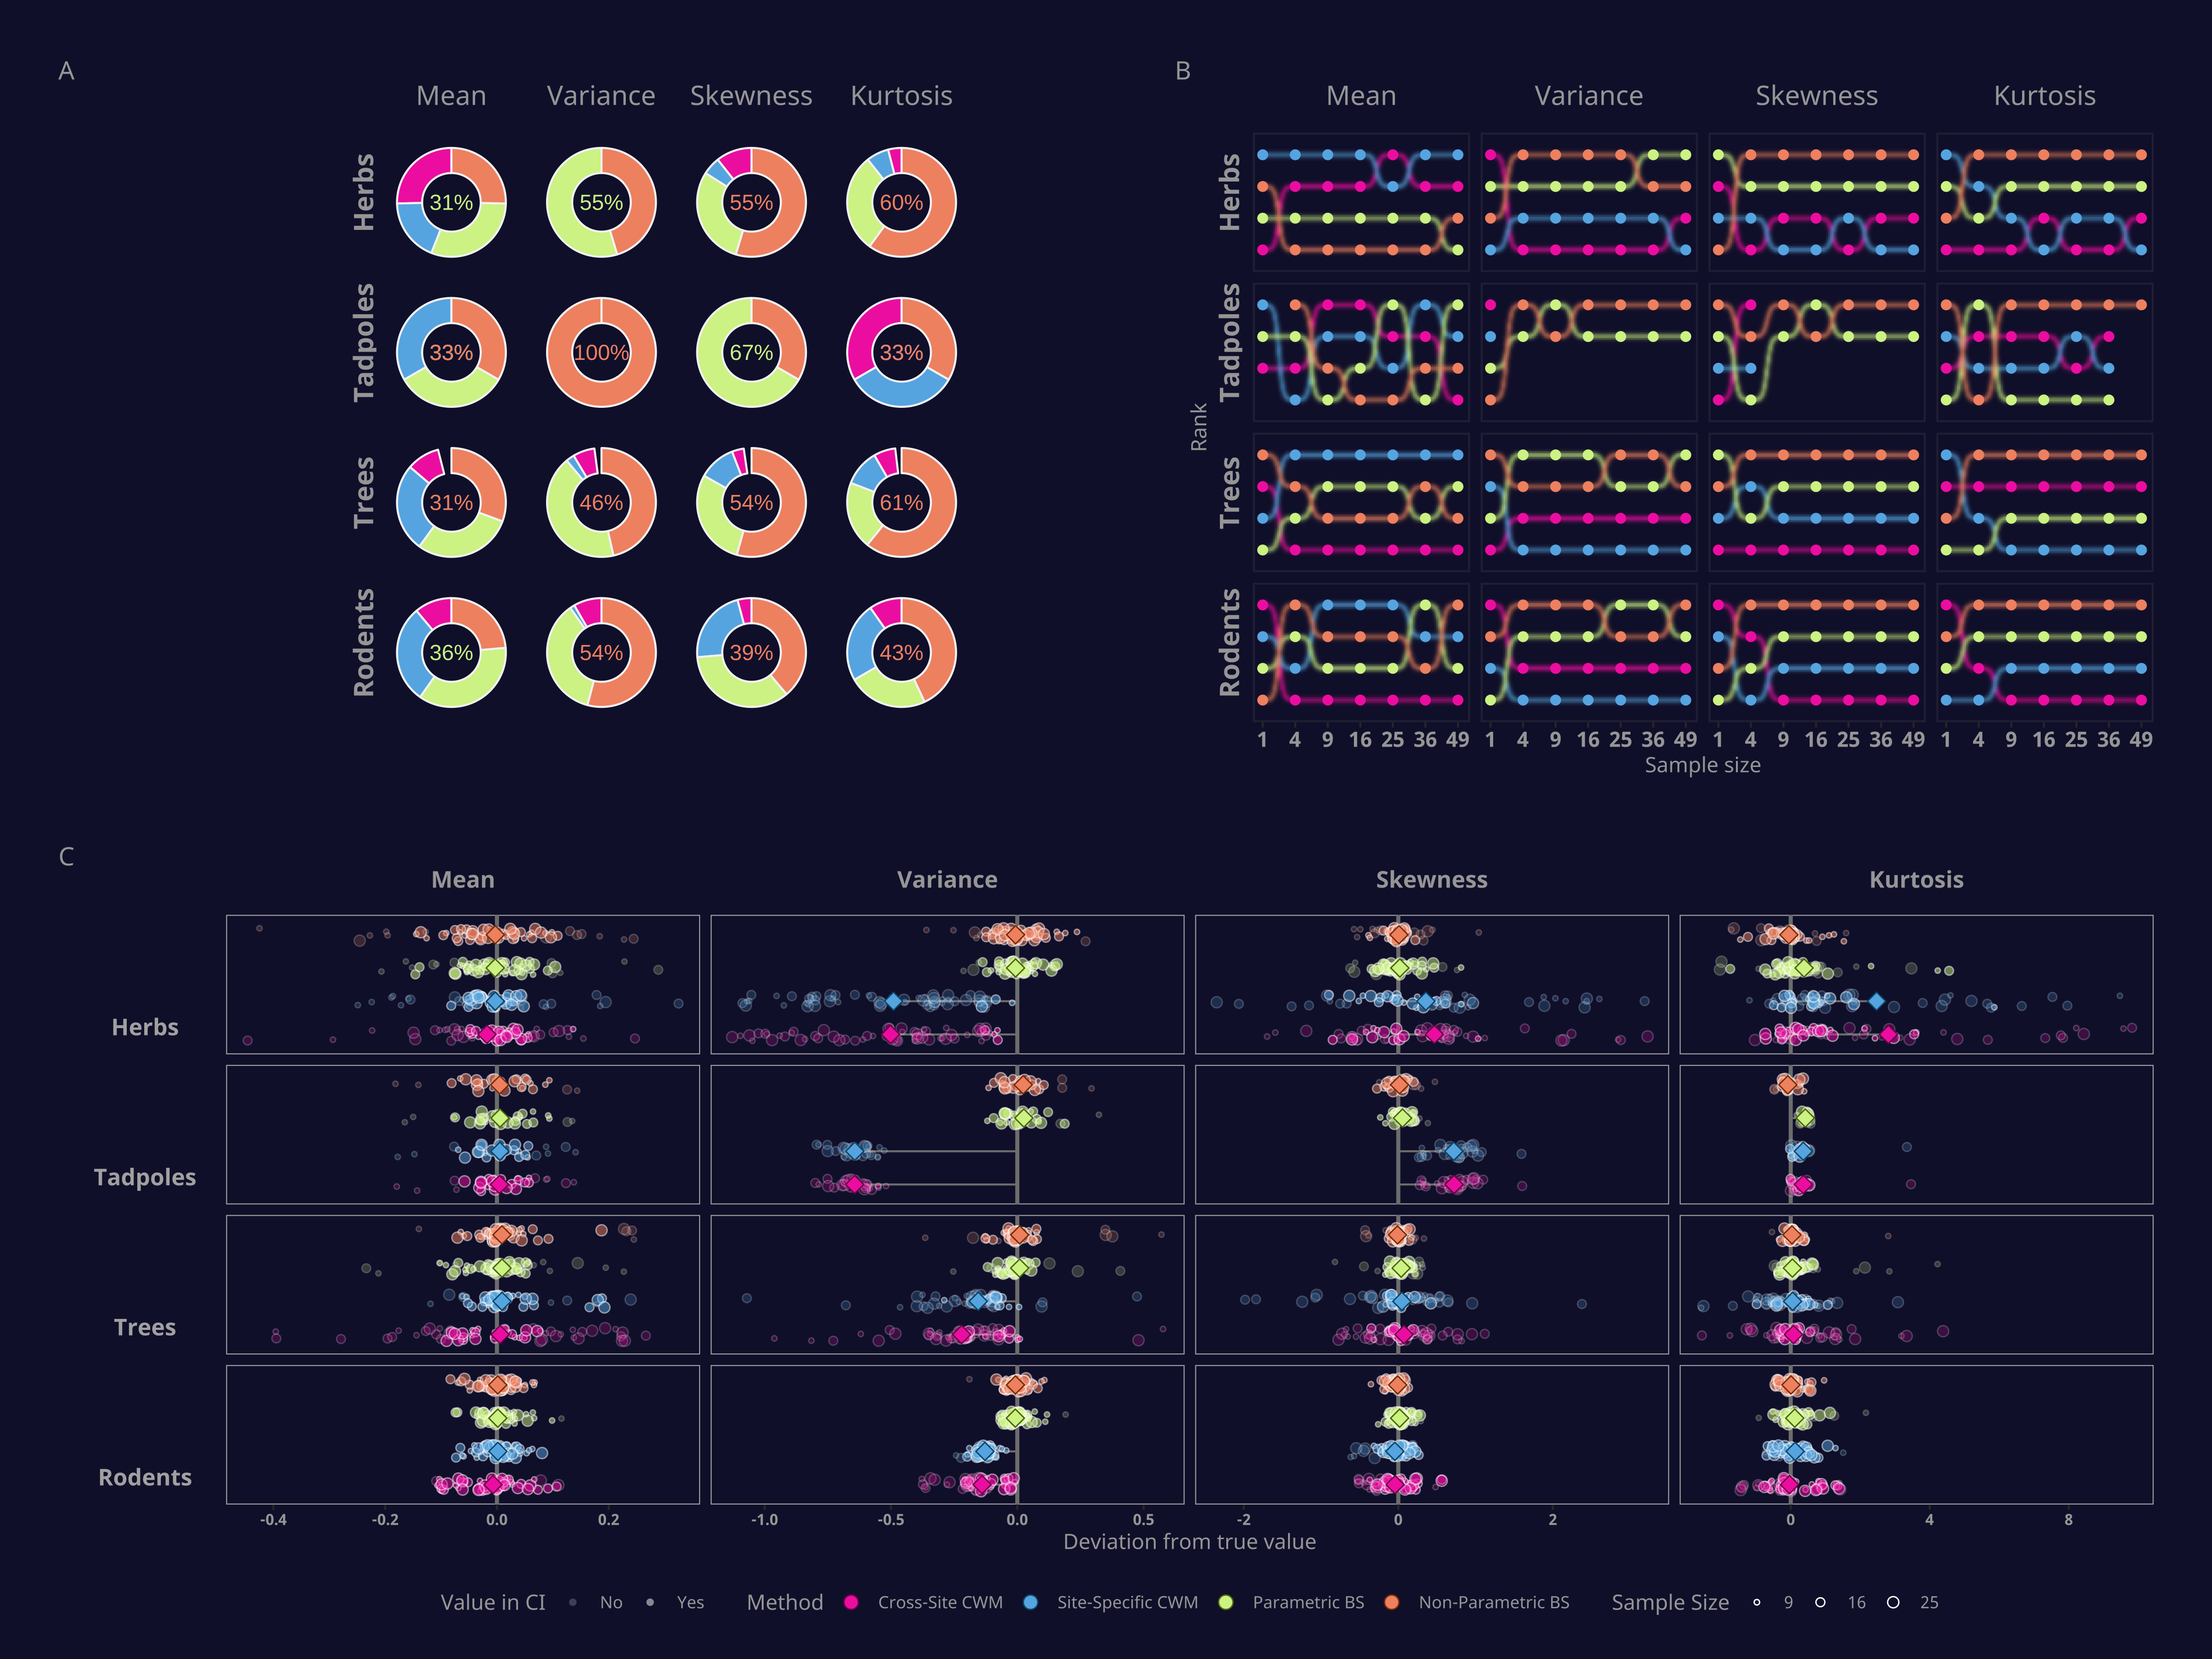 A
Mean Variance Skewness Kurtosis
Herbs
31% 55% 55% 60%
Tadpoles
33% 100% 67% 33%
Trees
31% 46% 54% 61%
Rodents
36% 54% 39% 43%
B
Mean Variance Skewness Kurtosis
Rank
Herbs
Tadpoles
Trees
Rodents
1 4 9 16 25 36 49 1 4 9 16 25 36 49 1 4 9 16 25 36 49 1 4 9 16 25 36 49
Sample size
C
Mean Variance Skewness Kurtosis
Herbs
Tadpoles
Trees
Rodents
-0.4 -0.2 0.0 0.2 -1.0 -0.5 0.0 0.5 -2 0 2 0 4 8
Deviation from true value
Value in CI No Yes Method Cross-Site CWM Site-Specific CWM Parametric BS Non-Parametric BS Sample Size 9 16 25